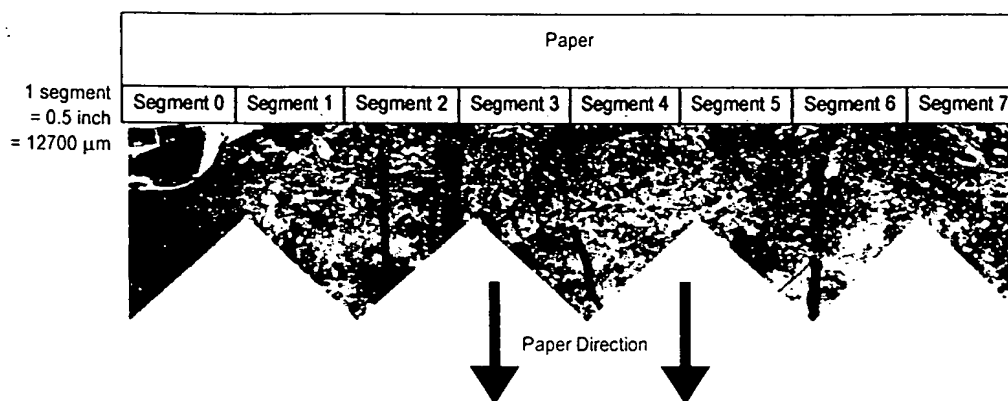 Paper
1 segment
= 0.5 inch
= 12700 µm
Segment 0 Segment 1 Segment 2 Segment 3 Segment 4 Segment 5 Segment 6 Segment 7
Paper Direction